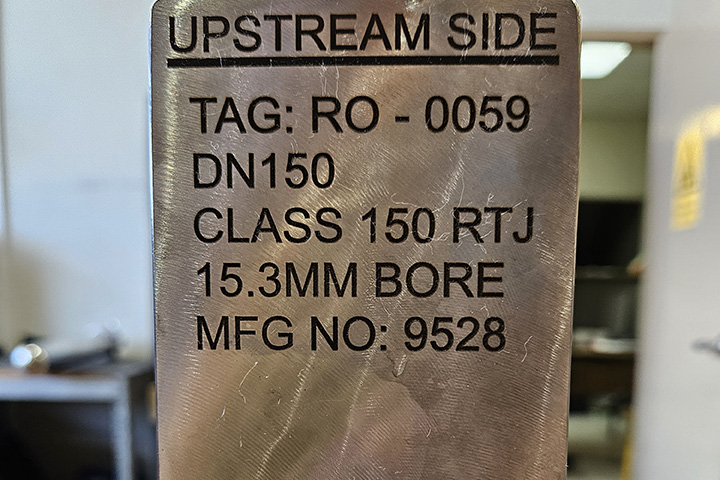 UPSTREAM SIDE
TAG: RO - 0059
DN150
CLASS 150 RTJ
15.3MM BORE
MFG NO: 9528